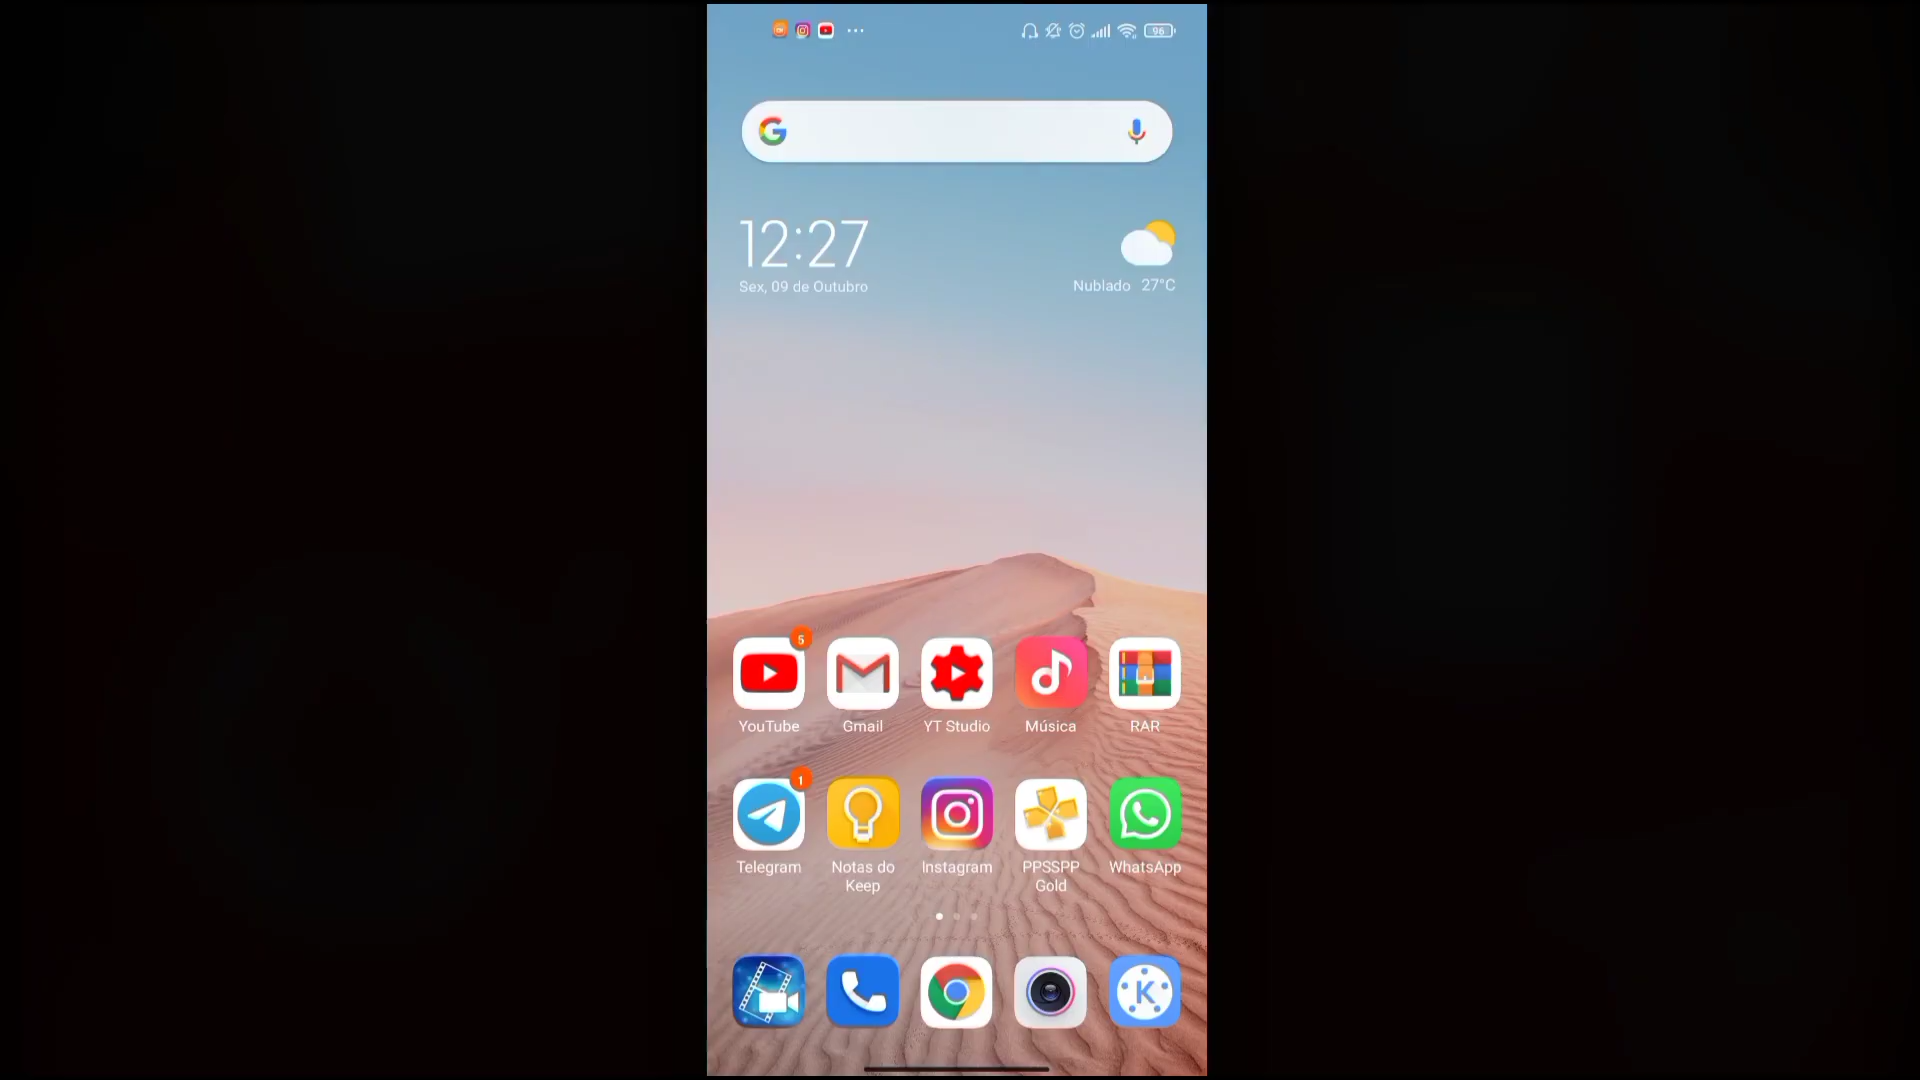 96
12:27
Sex, 09 de Outubro
Nublado 27°C
5
YouTube
Gmail
YT Studio
Música
RAR
1
Telegram
Notas do
Keep
Instagram
PPSSPP
Gold
WhatsApp
K